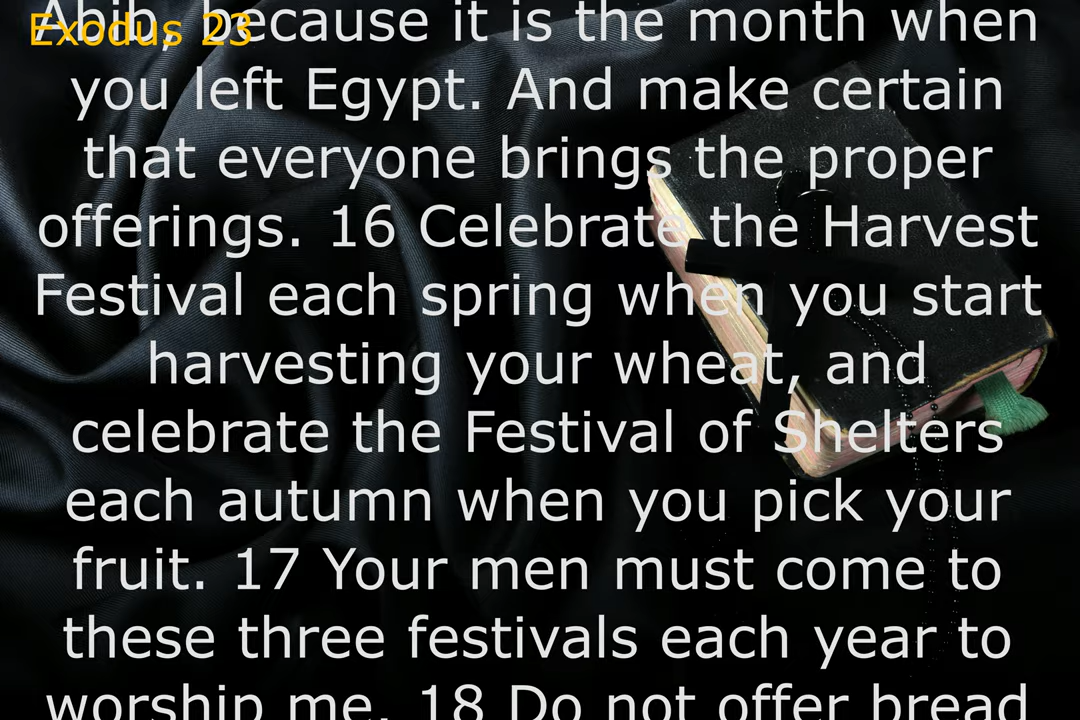 Exodus 23
Abib, because it is the month when
you left Egypt. And make certain
that everyone brings the proper
offerings. 16 Celebrate the Harvest
Festival each spring when you start
harvesting your wheat, and
celebrate the Festival of Shelters
each autumn when you pick your
fruit. 17 Your men must come to
these three festivals each year to
worship me. 18 Do not offer bread